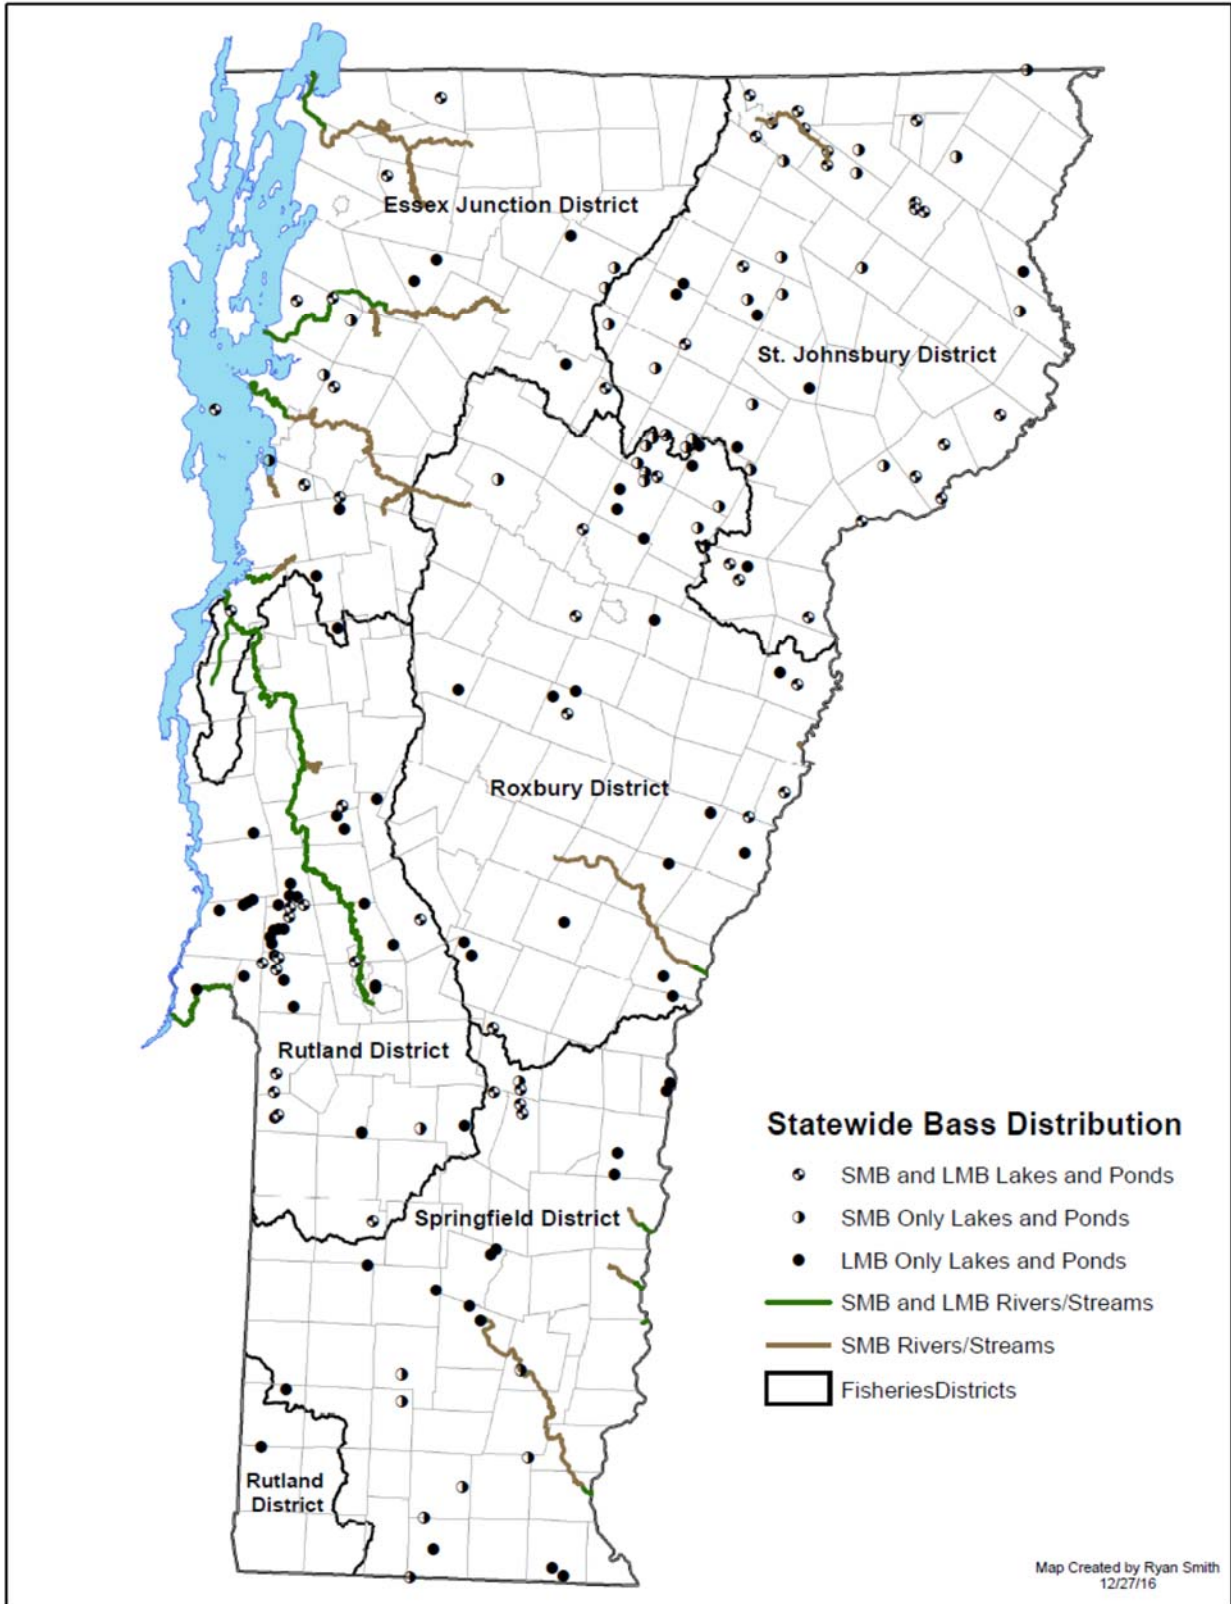 Essex Junction District
St. Johnsbury District
Roxbury District
Rutland District
Statewide Bass Distribution
SMB and LMB Lakes and Ponds
SMB Only Lakes and Ponds
LMB Only Lakes and Ponds
SMB and LMB Rivers/Streams
SMB Rivers/Streams
FisheriesDistricts
Springfield District
Rutland
District
Map Created by Ryan Smith
12/27/16